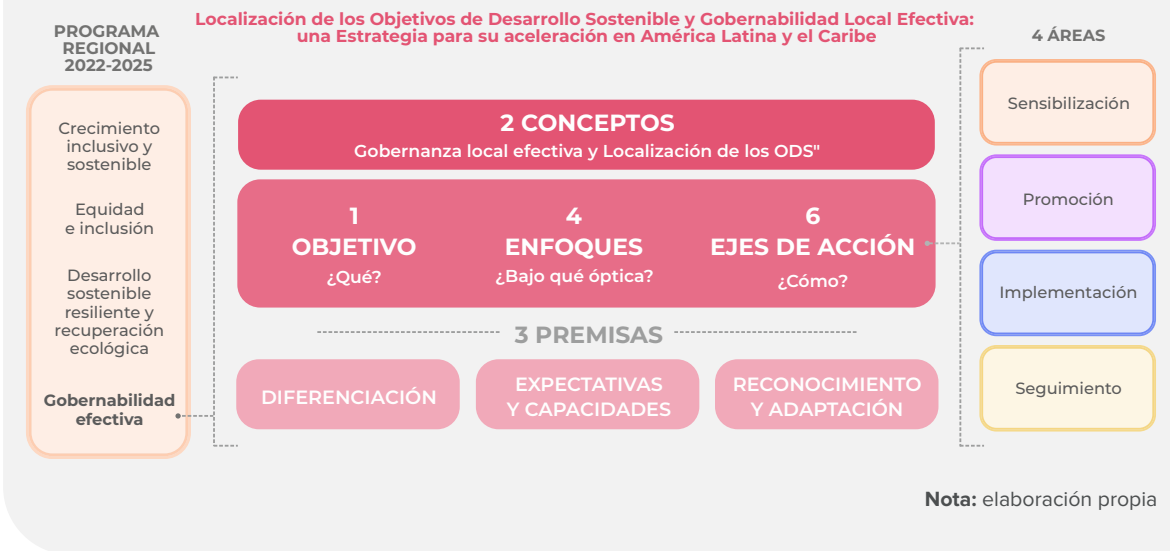 Localización de los Objetivos de Desarrollo Sostenible y Gobernabilidad Local Efectiva:
una Estrategia para su aceleración en América Latina y el Caribe
PROGRAMA
REGIONAL
2022-2025
Crecimiento
inclusivo y
sostenible
Equidad
e inclusión
Desarrollo
sostenible
resiliente y
recuperación
ecológica
Gobernabilidad
efectiva
2 CONCEPTOS
Gobernanza local efectiva y Localización de los ODS"
1
OBJETIVO
¿Qué?
4
ENFOQUES
¿Bajo qué óptica?
6
EJES DE ACCIÓN
¿Cómo?
3 PREMISAS
DIFERENCIACIÓN
EXPECTATIVAS
Y CAPACIDADES
RECONOCIMIENTO
Y ADAPTACIÓN
4 ÁREAS
Sensibilización
Promoción
Implementación
Seguimiento
Nota: elaboración propia